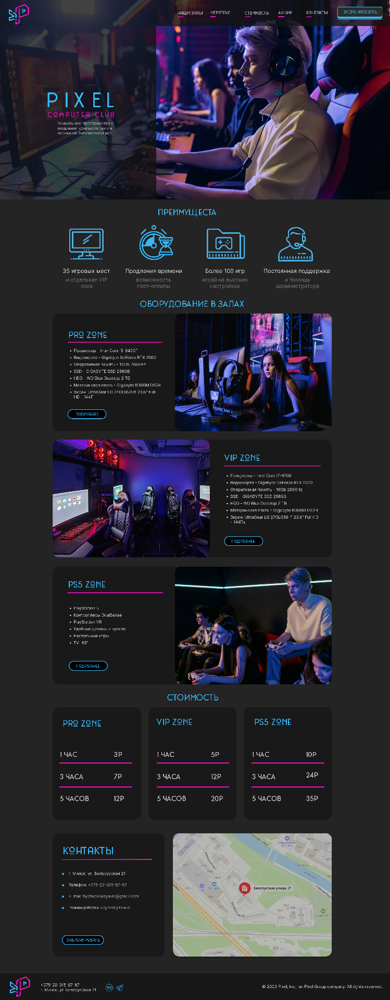 НАШИ ЗАЛЫ
ИГРОТЕКА
СТОИМОСТЬ
АКЦИИ
КОНТАКТЫ
ЗАБРОНИРОВАТЬ
PIXEL
COMPUTER CLUB
Уникальное пространство с
мощными компьютерами и
огромной библиотекой игр.
ПРЕИМУЩЕСТА
35 игровых мест
и отдельная VIP
зона
Продления времени
возможность
пост-оплаты
Более 100 игр
играй на высоких
настройках
Постоянная поддержка
и помощь
администратора
ОБОРУДОВАНИЕ В ЗАЛАХ
PRO ZONE
Процессор - Intel Core i5-9400F
Видеокарта - Gigabyte GeForce RTX 2060
Оперативная память - 16Gb 2666Hz
SSD - GIGABYTE SSD 256GB
HDD - WD Blue Desktop 2 TB
Материнская плата - Gigabyte B360M DS3H
Экран: UltraGear LG 24GL650-B 23.6" Full
HD - 144Г
ПОДРОБНЕЕ
VIP ZONE
Процессор - Intel Core i7-9700
Видеокарта - Gigabyte GeForce RTX 2070
Оперативная память - 16Gb 2666Hz
SSD - GIGABYTE SSD 256GB
HDD - WD Blue Desktop 2 TB
Материнская плата - Gigabyte B360M DS3H
Экран: UltraGear LG 27GL650-F 23.6" Full HD
- 144Гц
ПОДРОБНЕЕ
PS5 ZONE
PlayStation 5
Контроллеры DualSense
PlayStation VR
Удобные диваны и кресла
Настольные игры
TV 65"
ПОДРОБНЕЕ
СТОИМОСТЬ
PRO ZONE
1 ЧАС 3Р
3 ЧАСА 7Р
5 ЧАСОВ 12Р
VIP ZONE
1 ЧАС 5Р
3 ЧАСА 12Р
5 ЧАСОВ 20Р
PS5 ZONE
1 ЧАС 10Р
3 ЧАСА 24Р
5 ЧАСОВ 35Р
КОНТАКТЫ
г. Минск, ул. Белорусская 21
Телефон: +375-29-315-67-67
E-mail: bychkovskayavic@gmail.com
Режим работы: круглосуточно
ЗАБРОНИРОВАТЬ
Общежитие
№7 БГУ
Белорусская улица, 21
Белорусская ул.
+375-29-315-67-67
г. Минск, ул Белорусская 21
© 2023 Pixel, Inc., an Pixel Group company. All rights reserved.